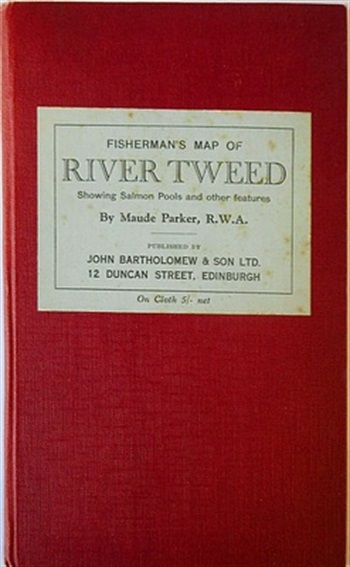 FISHERMAN'S MAP OF
RIVER TWEED
Showing Salmon Pools and other features
By Maude Parker, R.W.A.
PUBLISHED BY
JOHN BARTHOLOMEW & SON LTD.
12 DUNCAN STREET, EDINBURGH
On Cloth 5/- net